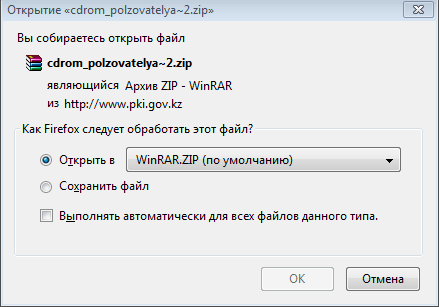 Открытие «cdrom_polzovatelya~2.zip»
Вы собираетесь открыть файл
cdrom_polzovatelya~2.zip
являющийся Архив ZIP - WinRAR
из http://www.pki.gov.kz
Как Firefox следует обработать этот файл?
Открыть в WinRAR.ZIP (по умолчанию)
Сохранить файл
Выполнять автоматически для всех файлов данного типа.
OK Отмена